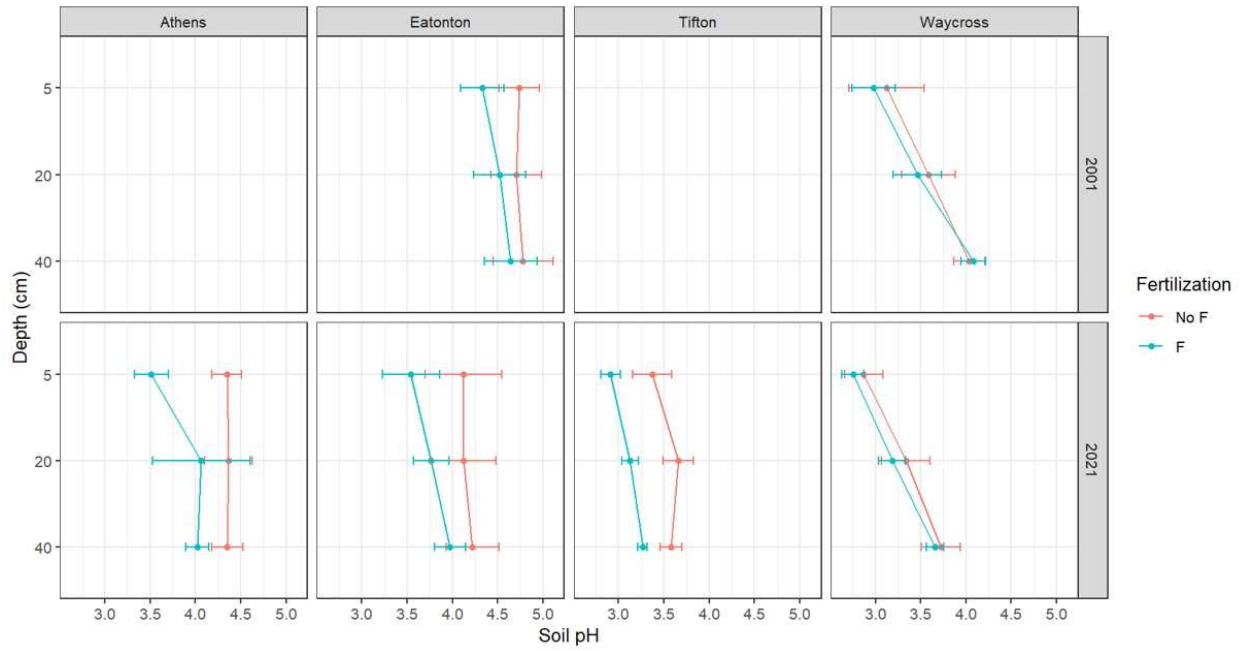 Athens Eatonton Tifton Waycross
5
20
40
2001
Depth (cm)
5
20
40
2021
3.0 3.5 4.0 4.5 5.0 3.0 3.5 4.0 4.5 5.0 3.0 3.5 4.0 4.5 5.0 3.0 3.5 4.0 4.5 5.0
Soil pH
Fertilization
No F
F